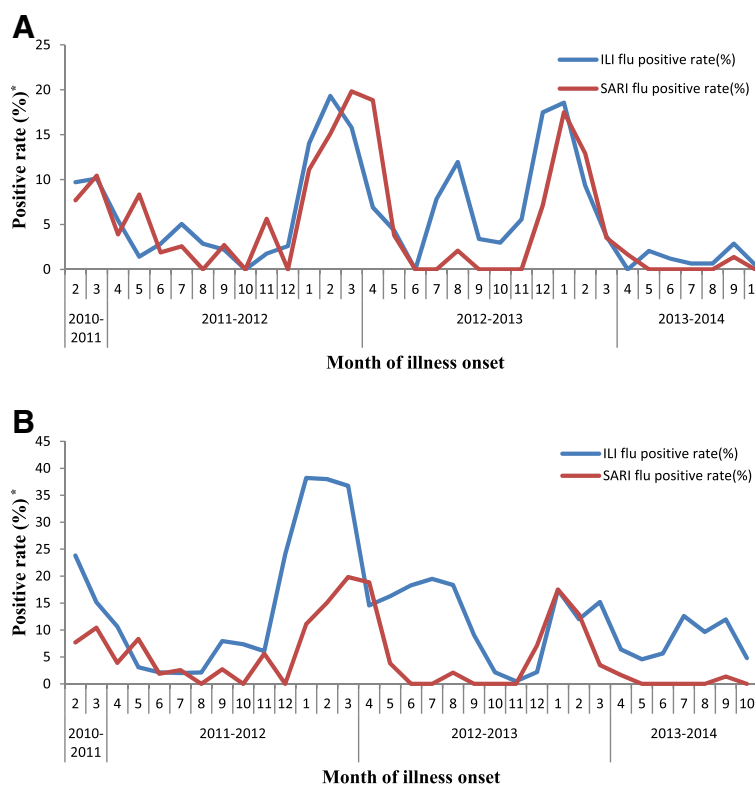 A
25
20
15
10
5
0
Positive rate (%)*
ILI flu positive rate(%)
SARI flu positive rate(%)
2 3 4 5 6 7 8 9 10 11 12 1 2 3 4 5 6 7 8 9 10 11 12 1 2 3 4 5 6 7 8 9 1
2010-
2011
2011-2012
2012-2013
2013-2014
Month of illness onset
B
45
40
35
30
25
20
15
10
5
0
Positive rate (%)*
ILI flu positive rate(%)
SARI flu positive rate(%)
2 3 4 5 6 7 8 9 10 11 12 1 2 3 4 5 6 7 8 9 10 11 12 1 2 3 4 5 6 7 8 9 10
2010-
2011
2011-2012
2012-2013
2013-2014
Month of illness onset